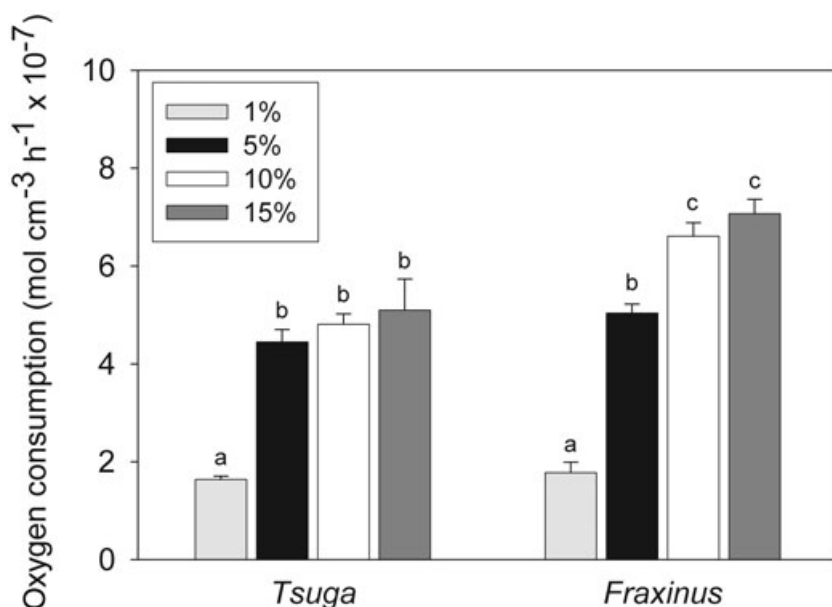 Oxygen consumption (mol cm-3 h-1 x 10-7)
10
8
6
4
2
0
1%
5%
10%
15%
a
b
b
b
a
b
c
c
Tsuga
Fraxinus